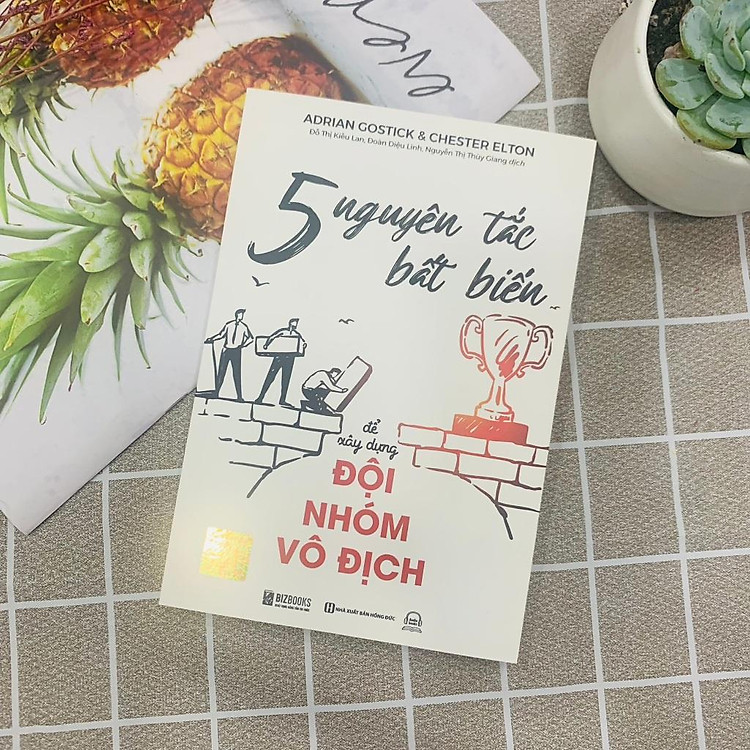 even
ADRIAN GOSTICK & CHESTER ELTON
Đỗ Thị Kiều Lan, Đoàn Diệu Linh, Nguyễn Thị Thùy Giang dịch
5 nguyên tắc
bất biến
để
xây dựng
ĐỘI
NHÓM
VÔ ĐỊCH
BIZBOOKS
NHÀ XUẤT BẢN HỒNG ĐỨC